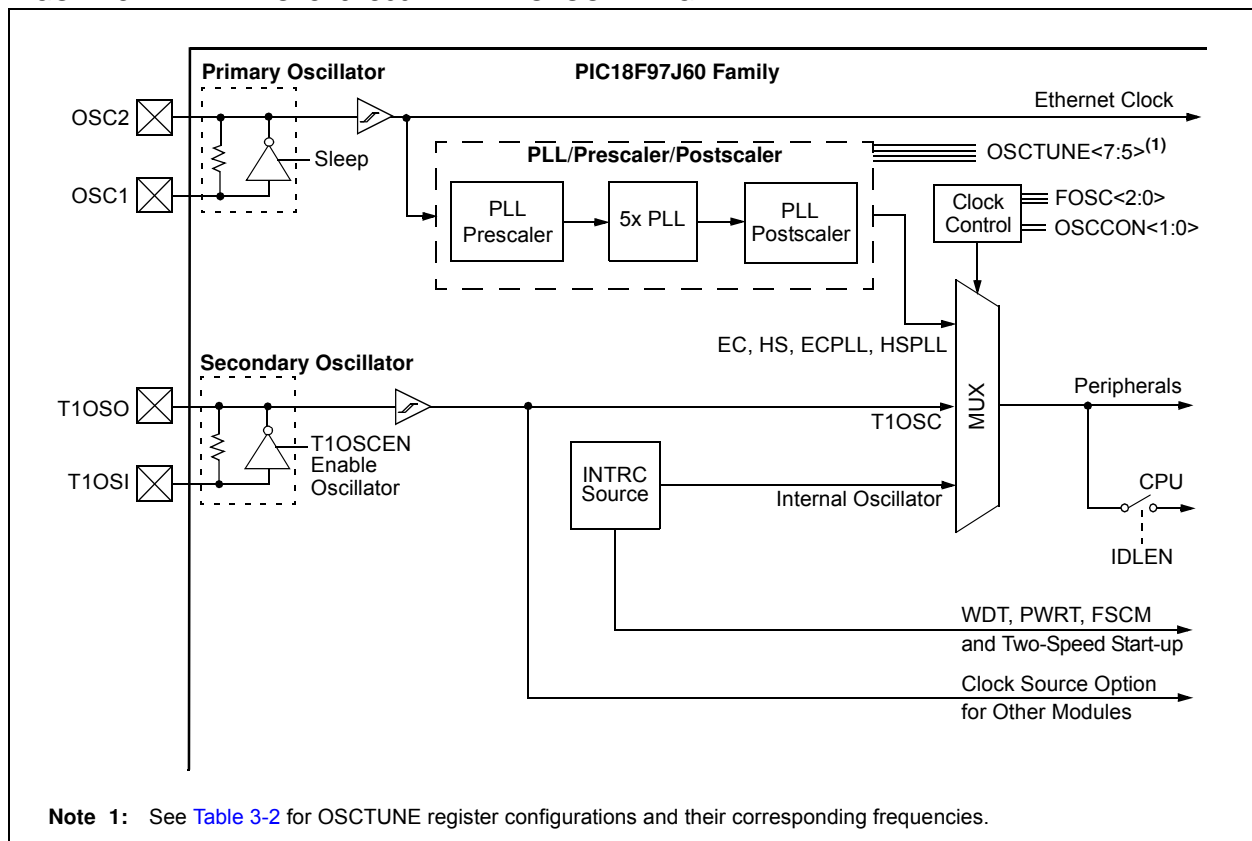 Primary Oscillator
PIC18F97J60 Family
OSC2
Ethernet Clock
Sleep
PLL/Prescaler/Postscaler
OSCTUNE<7:5>(1)
OSC1
PLL
Prescaler
5x PLL
PLL
Postscaler
Clock
Control
FOSC<2:0>
OSCCON<1:0>
EC, HS, ECPLL, HSPLL
Secondary Oscillator
MUX
Peripherals
T1OSO
T1OSC
T1OSCEN
Enable
Oscillator
T1OSI
INTRC
Source
Internal Oscillator
CPU
IDLEN
WDT, PWRT, FSCM
and Two-Speed Start-up
Clock Source Option
for Other Modules
Note 1: See Table 3-2 for OSCTUNE register configurations and their corresponding frequencies.